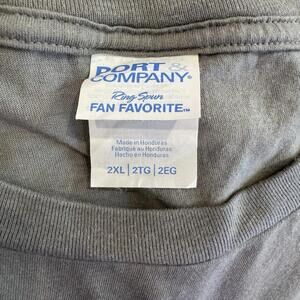 PORT &
COMPANY®
Ring Spun
FAN FAVORITE™
Made in Honduras
Fabriqué au Honduras
Hecho en Honduras
2XL | 2TG | 2EG